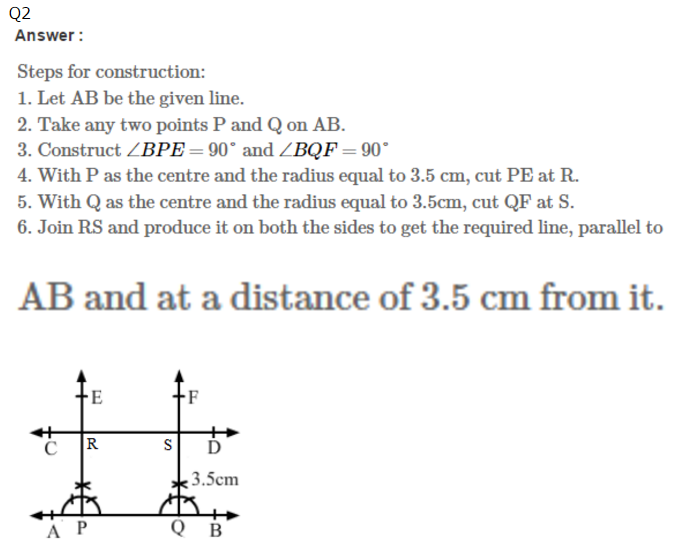 Q2
Answer :
Steps for construction:
1. Let AB be the given line.
2. Take any two points P and Q on AB.
3. Construct ∠BPE = 90° and ∠BQF = 90°
4. With P as the centre and the radius equal to 3.5 cm, cut PE at R.
5. With Q as the centre and the radius equal to 3.5cm, cut QF at S.
6. Join RS and produce it on both the sides to get the required line, parallel to
AB and at a distance of 3.5 cm from it.
E F
C R S D
3.5cm
A P Q B